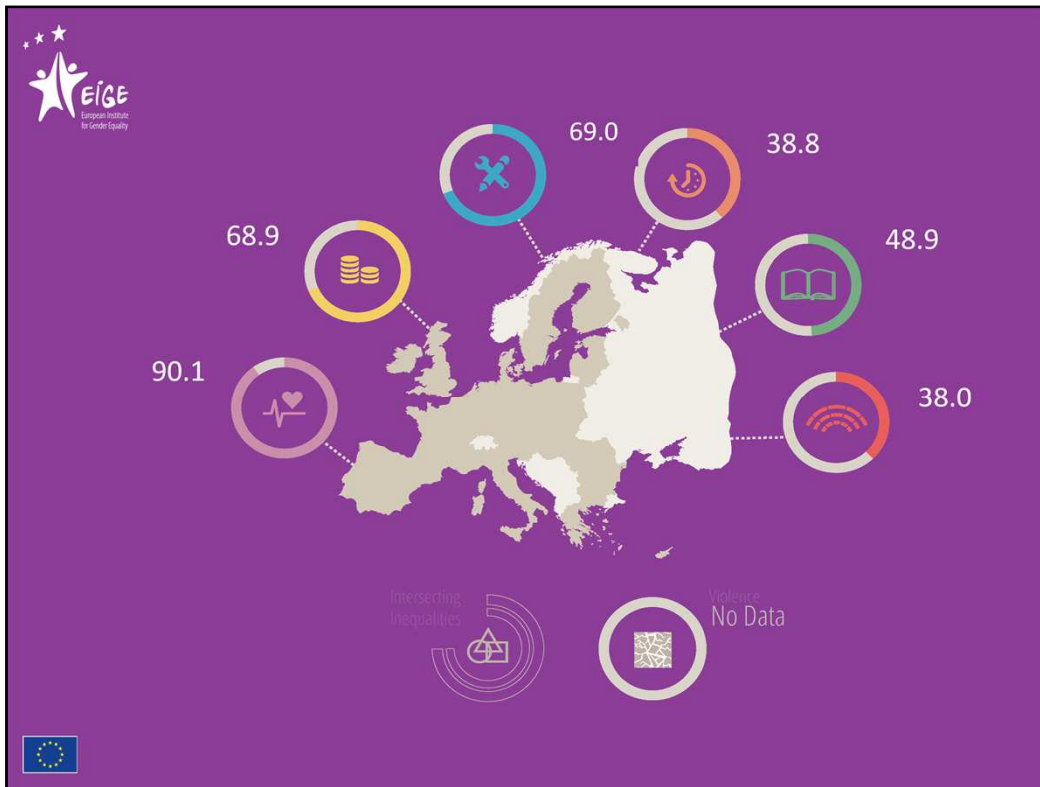 EIGE
European Institute
for Gender Equality
69.0
38.8
68.9
48.9
90.1
38.0
Intersecting
Inequalities
Violence
No Data